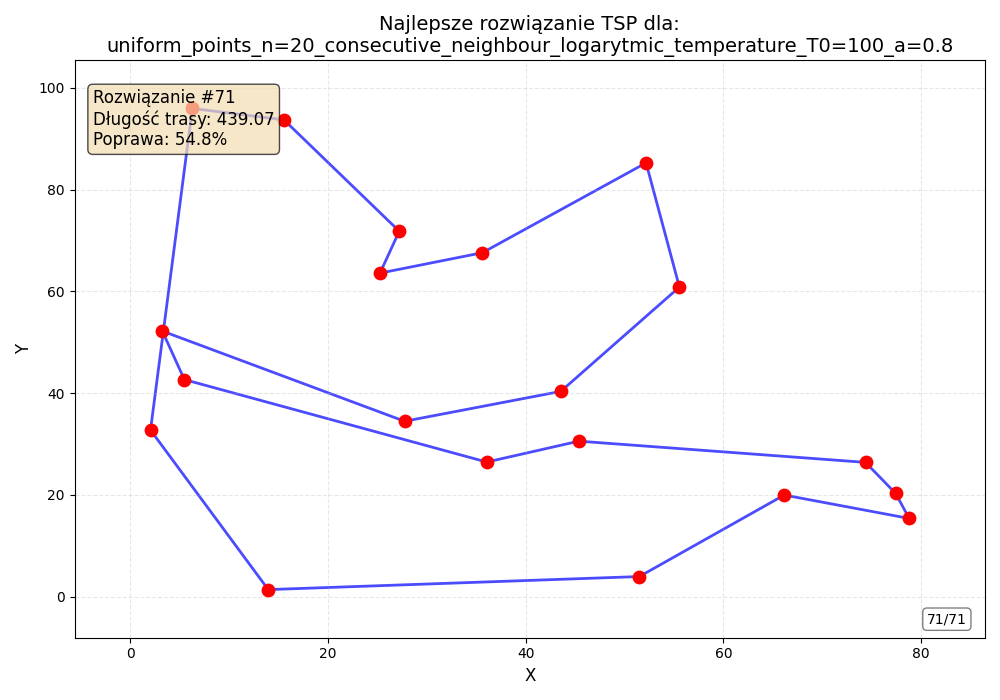 Najlepsze rozwiązanie TSP dla:
uniform_points_n=20_consecutive_neighbour_logarytmic_temperature_T0=100_a=0.8
Rozwiązanie #71
Długość trasy: 439.07
Poprawa: 54.8%
100
80
60
40
20
0
Y
71/71
0 20 40 60 80
X